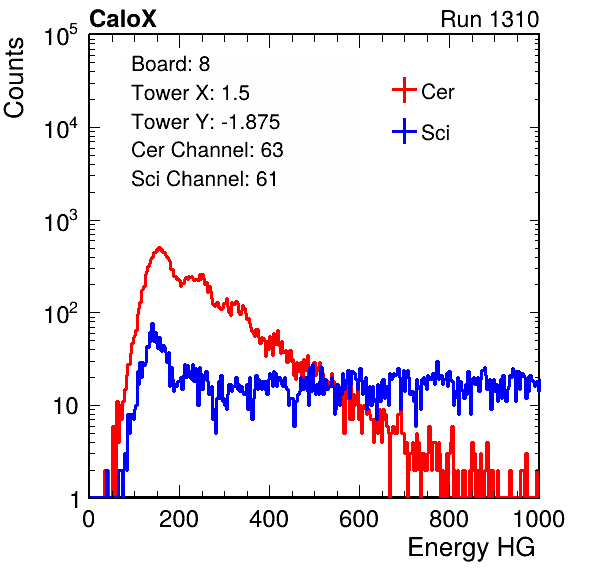 CaloX Run 1310
Counts
Board: 8
Tower X: 1.5
Tower Y: -1.875
Cer Channel: 63
Sci Channel: 61
Cer
Sci
10^5
10^4
10^3
10^2
10
1
0 200 400 600 800 1000
Energy HG